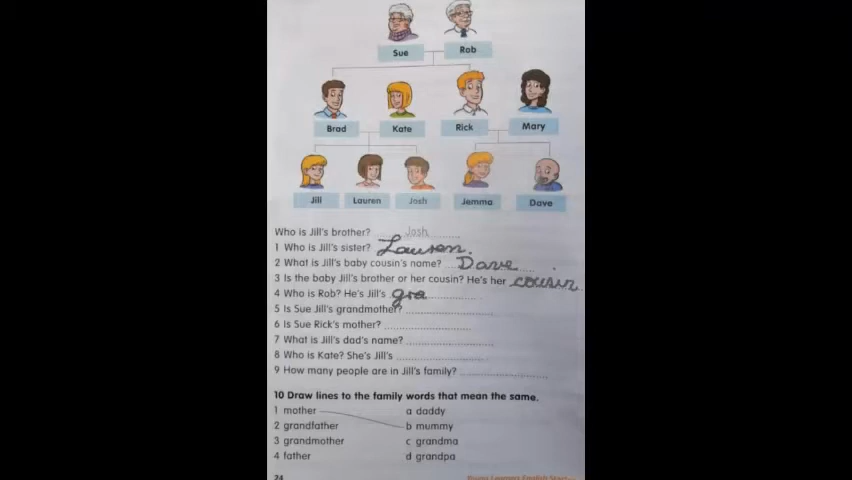 Sue Rob
Brad Kate Rick Mary
Jill Lauren Josh Jemma Dave
Who is Jill's brother? Josh
1 Who is Jill's sister? Lauren.
2 What is Jill's baby cousin's name? Dave
3 Is the baby Jill's brother or her cousin? He's her cousin
4 Who is Rob? He's Jill's gra
5 Is Sue Jill's grandmother?
6 Is Sue Rick's mother?
7 What is Jill's dad's name?
8 Who is Kate? She's Jill's
9 How many people are in Jill's family?
10 Draw lines to the family words that mean the same.
1 mother a daddy
2 grandfather b mummy
3 grandmother c grandma
4 father d grandpa
24